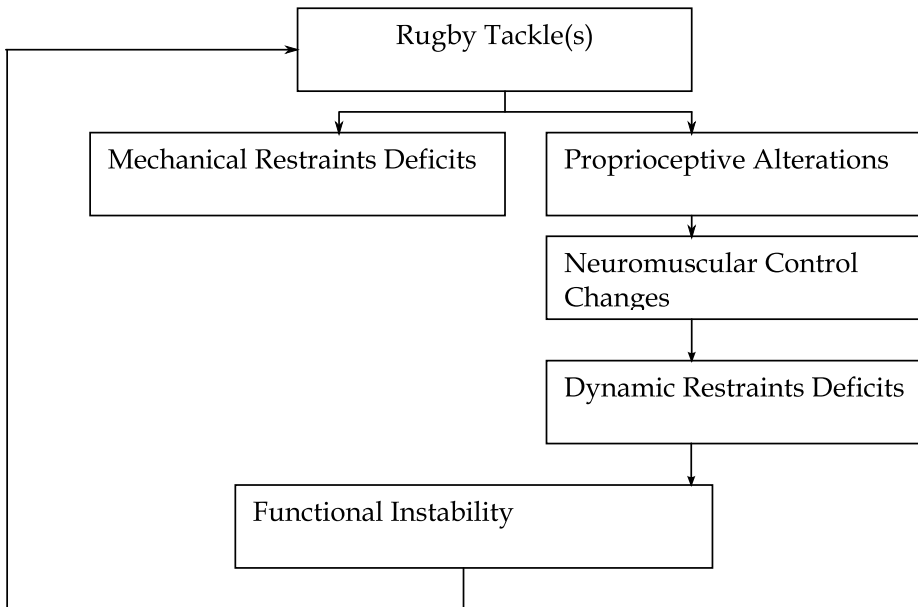 Rugby Tackle(s)
Mechanical Restraints Deficits
Proprioceptive Alterations
Neuromuscular Control
Changes
Dynamic Restraints Deficits
Functional Instability